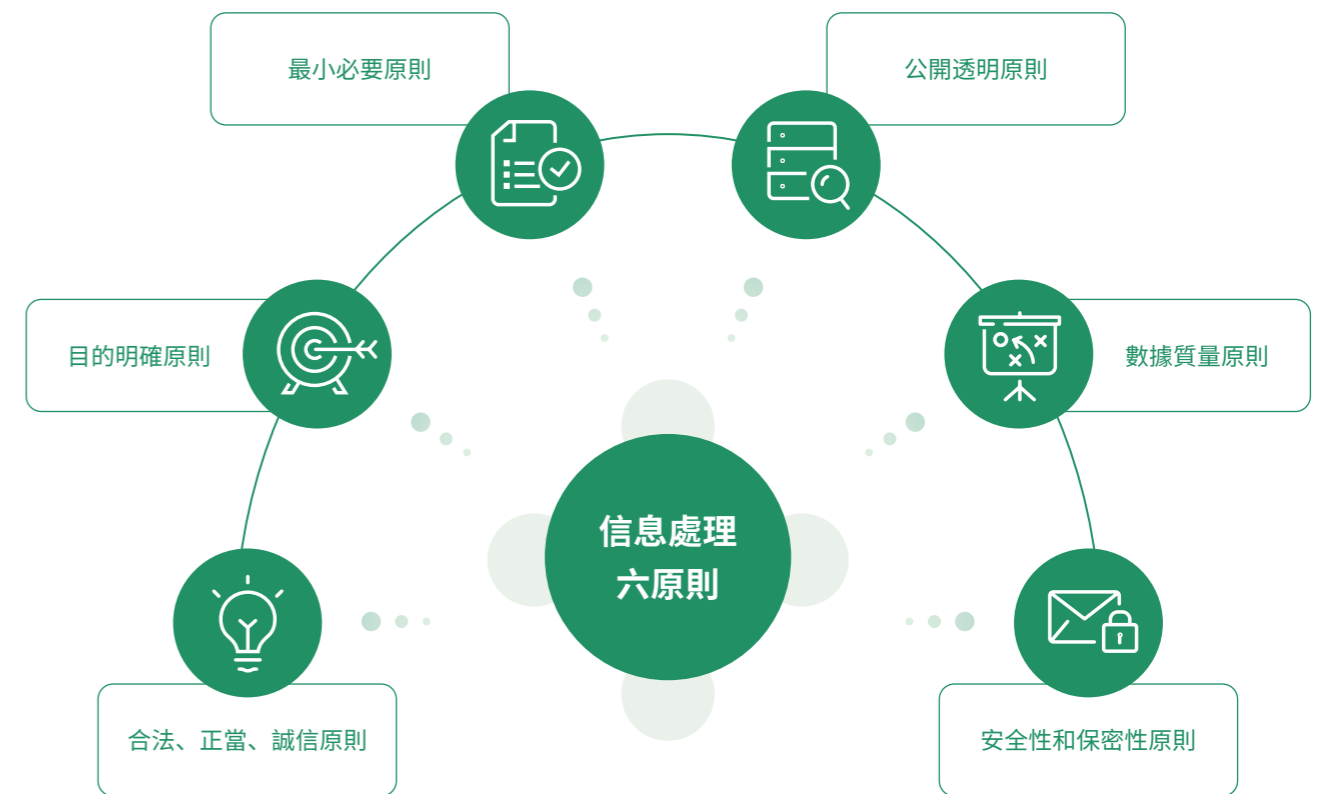 最小必要原則
公開透明原則
目的明確原則
數據質量原則
信息處理
六原則
合法、正當、誠信原則
安全性和保密性原則